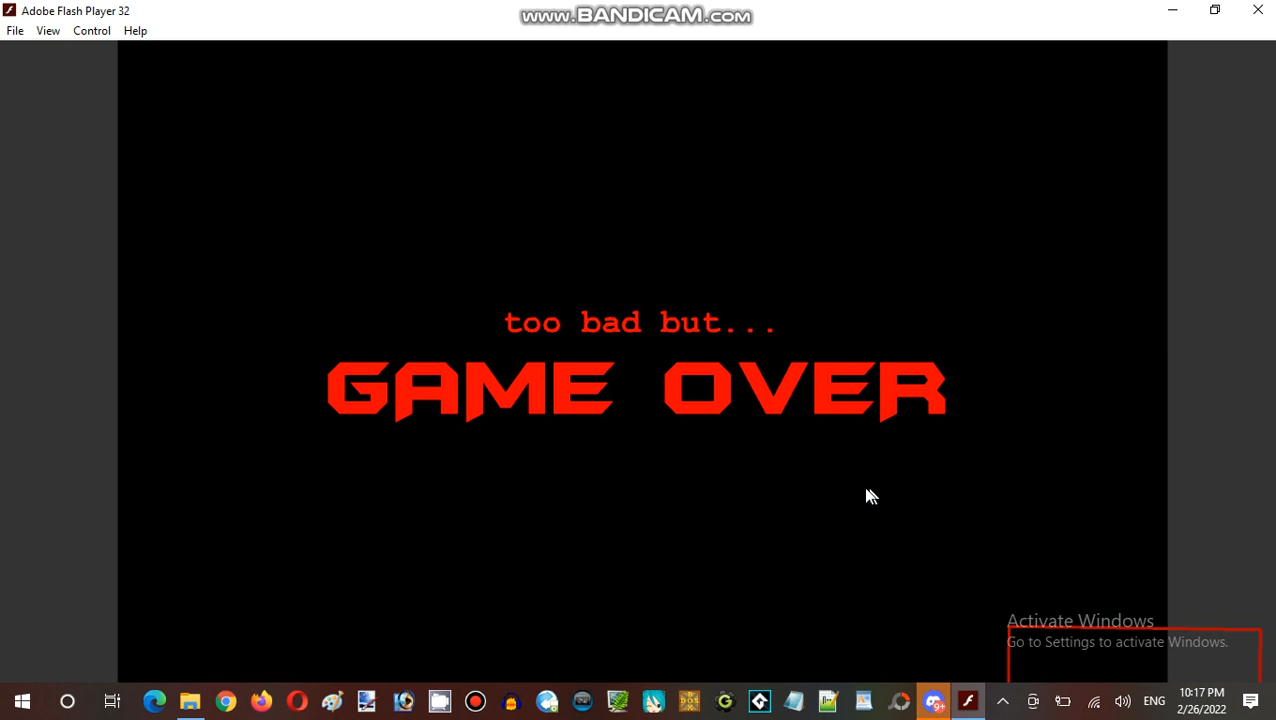 Adobe Flash Player 32
www.BANDICAM.com
File View Control Help
too bad but...
GAME OVER
Activate Windows
Go to Settings to activate Windows.
9+
ENG
10:17 PM
2/26/2022